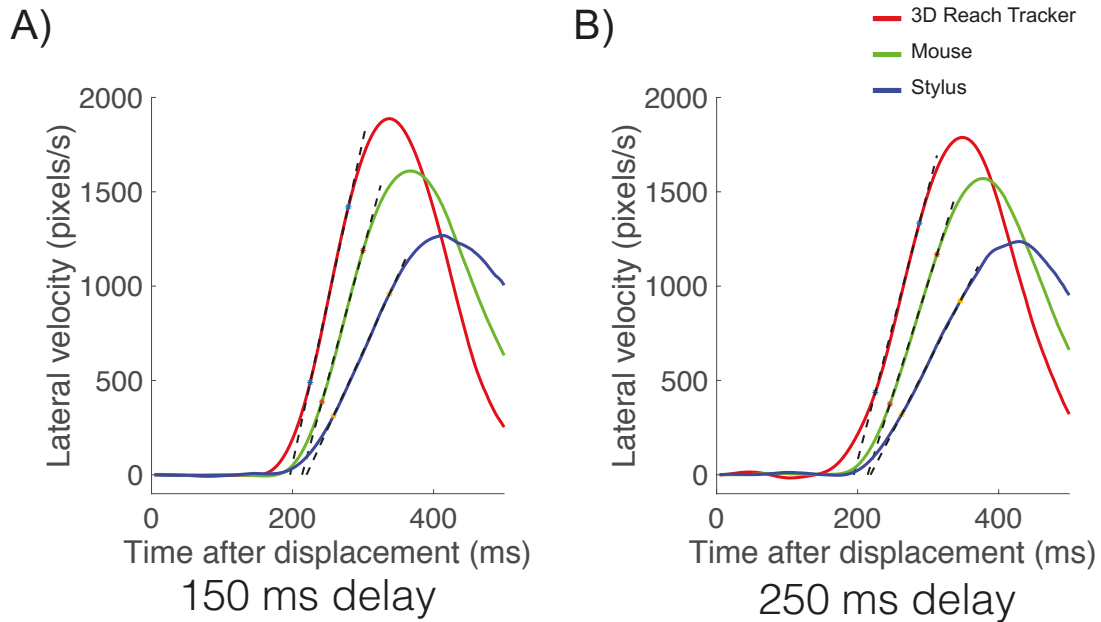 A)
B)
3D Reach Tracker
Mouse
Stylus
Lateral velocity (pixels/s)
2000
1500
1000
500
0
0
200
400
Time after displacement (ms)
150 ms delay
Lateral velocity (pixels/s)
2000
1500
1000
500
0
0
200
400
Time after displacement (ms)
250 ms delay